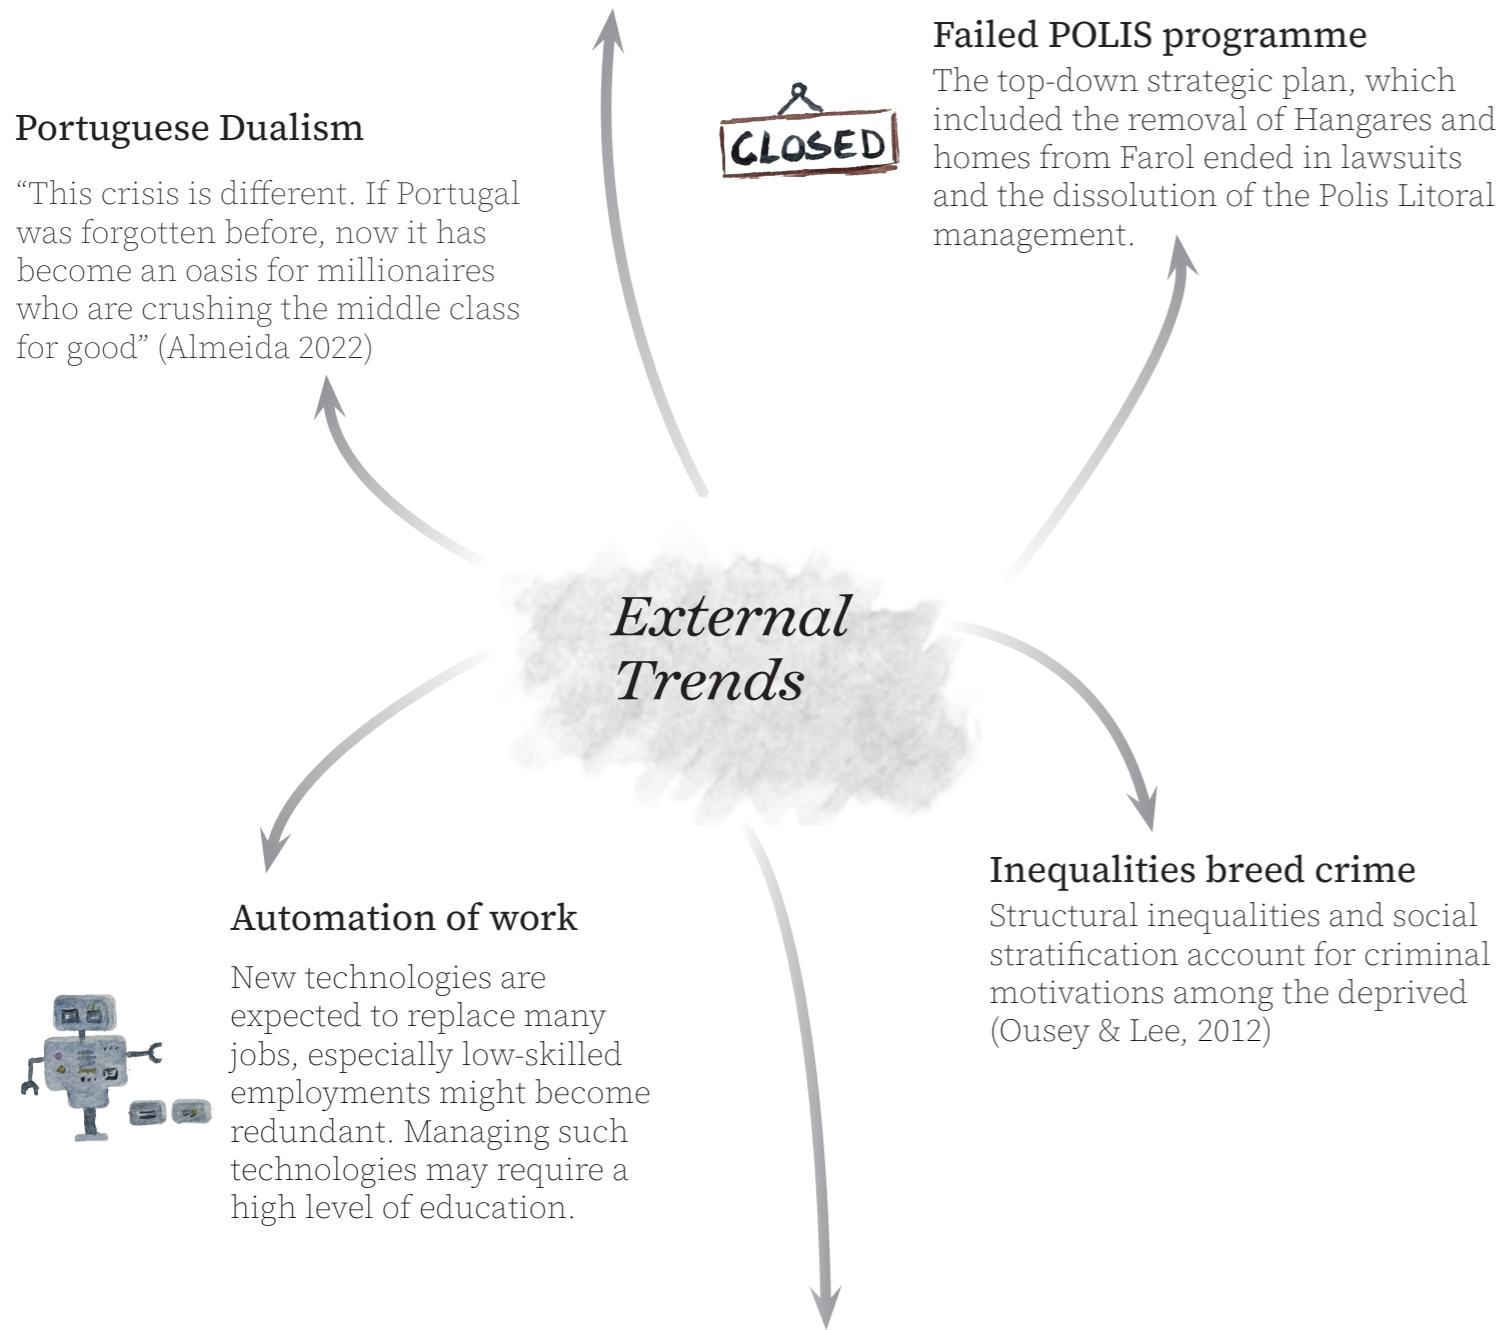 Failed POLIS programme
The top-down strategic plan, which
included the removal of Hangares and
homes from Farol ended in lawsuits
and the dissolution of the Polis Litoral
management.
CLOSED
Portuguese Dualism
“This crisis is different. If Portugal
was forgotten before, now it has
become an oasis for millionaires
who are crushing the middle class
for good” (Almeida 2022)
External
Trends
Inequalities breed crime
Structural inequalities and social
stratification account for criminal
motivations among the deprived
(Ousey & Lee, 2012)
Automation of work
New technologies are
expected to replace many
jobs, especially low-skilled
employments might become
redundant. Managing such
technologies may require a
high level of education.